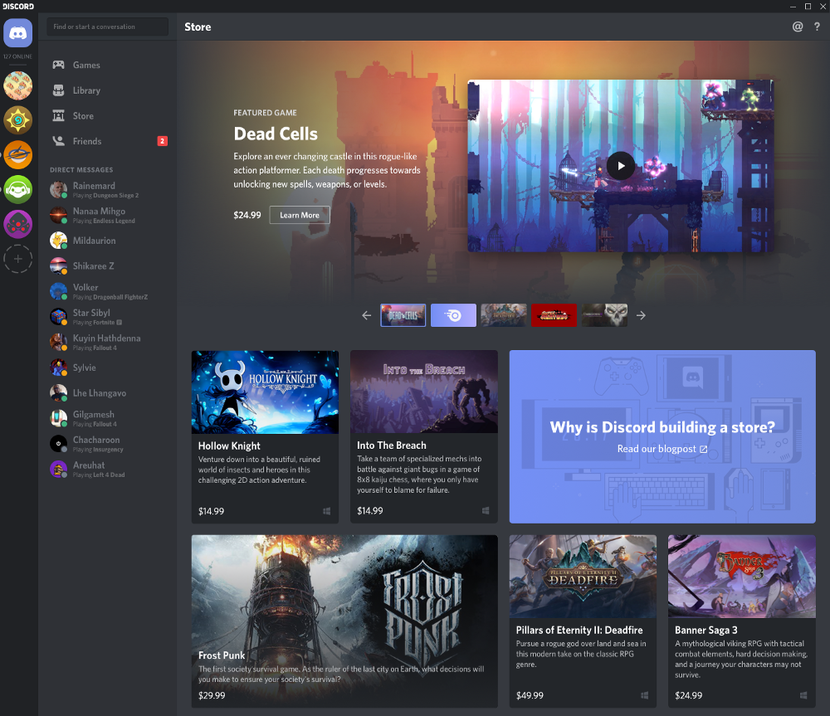 DISCORD
Find or start a conversation
Store
127 ONLINE
Games
Library
Store
Friends
2
DIRECT MESSAGES
Rainemard
Playing Dungeon Siege 2
Nanaa Mihgo
Playing Endless Legend
Mildaurion
Shikaree Z
Volker
Playing Dragonball FighterZ
Star Sibyl
Playing Fortnite
Kuyin Hathdenna
Playing Fallout 4
Sylvie
Lhe Lhangavo
Gilgamesh
Playing Fallout 4
Chacharoon
Playing Insurgency
Areuhat
Playing Left 4 Dead
FEATURED GAME
Dead Cells
Explore an ever changing castle in this rogue-like
action platformer. Each death progresses towards
unlocking new spells, weapons, or levels.
$24.99
Learn More
DEAD CELLS
HOLLOW KNIGHT
Hollow Knight
Venture down into a beautiful, ruined
world of insects and heroes in this
challenging 2D action adventure.
$14.99
INTO THE BREACH
Into The Breach
Take a team of specialized mechs into
battle against giant bugs in a game of
8x8 kaiju chess, where you only have
yourself to blame for failure.
$14.99
Why is Discord building a store?
Read our blogpost
FROST
PUNK
Frost Punk
The first society survival game. As the ruler of the last city on Earth, what decisions will
you make to ensure your society's survival?
$29.99
PILLARS OF ETERNITY II
DEADFIRE
Pillars of Eternity II: Deadfire
Pursue a rogue god over land and sea in
this modern take on the classic RPG
genre.
$49.99
BANNER
SAGA 3
Banner Saga 3
A mythological viking RPG with tactical
combat elements, hard decision making,
and a journey your characters may not
survive.
$24.99